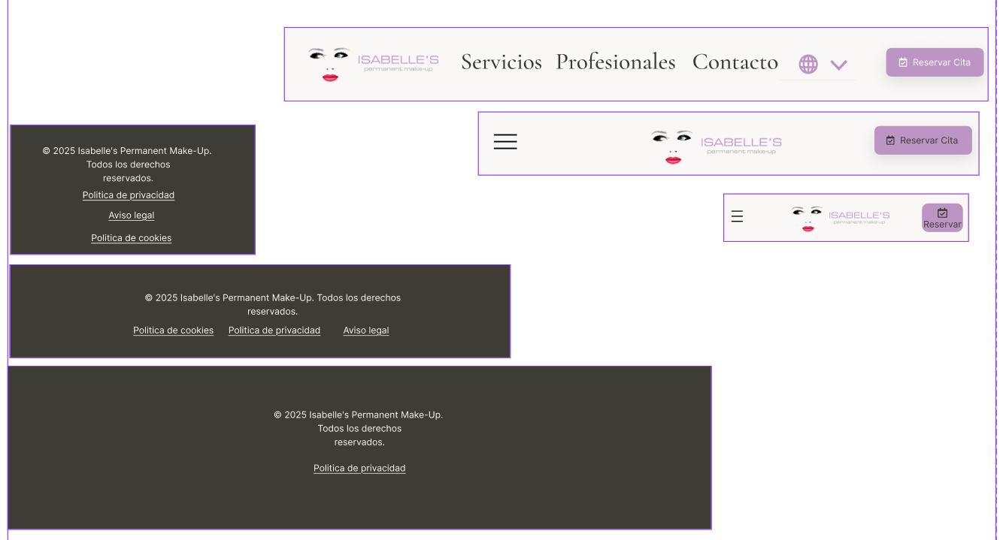 ISABELLE'S
permanent make-up
Servicios Profesionales Contacto
Reservar Cita
ISABELLE'S
permanent make-up
Reservar Cita
© 2025 Isabelle's Permanent Make-Up.
Todos los derechos
reservados.
Politica de privacidad
Aviso legal
Politica de cookies
ISABELLE'S
permanent make-up
Reservar
© 2025 Isabelle's Permanent Make-Up. Todos los derechos
reservados.
Politica de cookies Politica de privacidad Aviso legal
© 2025 Isabelle's Permanent Make-Up.
Todos los derechos
reservados.
Politica de privacidad